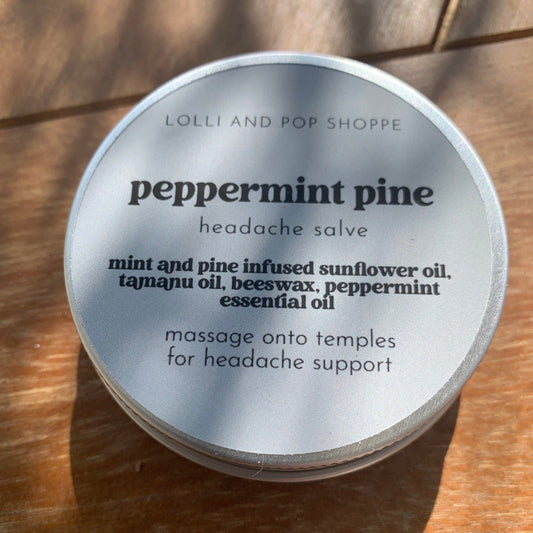 LOLLI AND POP SHOPPE
peppermint pine
headache salve
mint and pine infused sunflower oil,
tamanu oil, beeswax, peppermint
essential oil
massage onto temples
for headache support